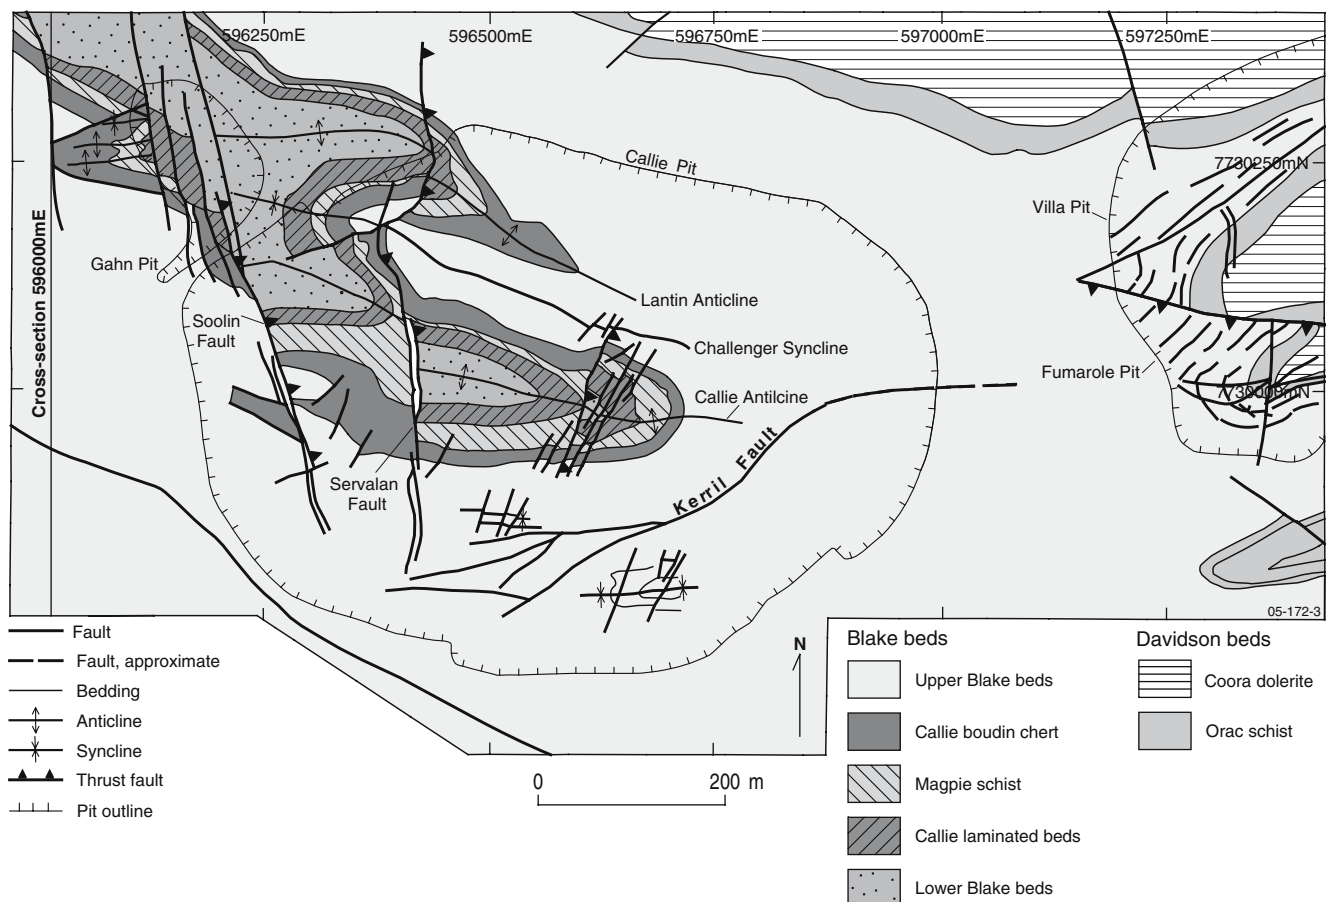 596250mE
596500mE
596750mE
597000mE
597250mE
Callie Pit
7730250mN
Villa Pit
Gahn Pit
Lantin Anticline
Soolin
Fault
Challenger Syncline
Fumarole Pit
Cross-section 596000mE
Callie Antilcine
7730000mN
Kerril Fault
Servalan
Fault
05-172-3
Fault
Fault, approximate
Bedding
Anticline
Syncline
Thrust fault
Pit outline
0 200 m
N
Blake beds
Upper Blake beds
Callie boudin chert
Magpie schist
Callie laminated beds
Lower Blake beds
Davidson beds
Coora dolerite
Orac schist